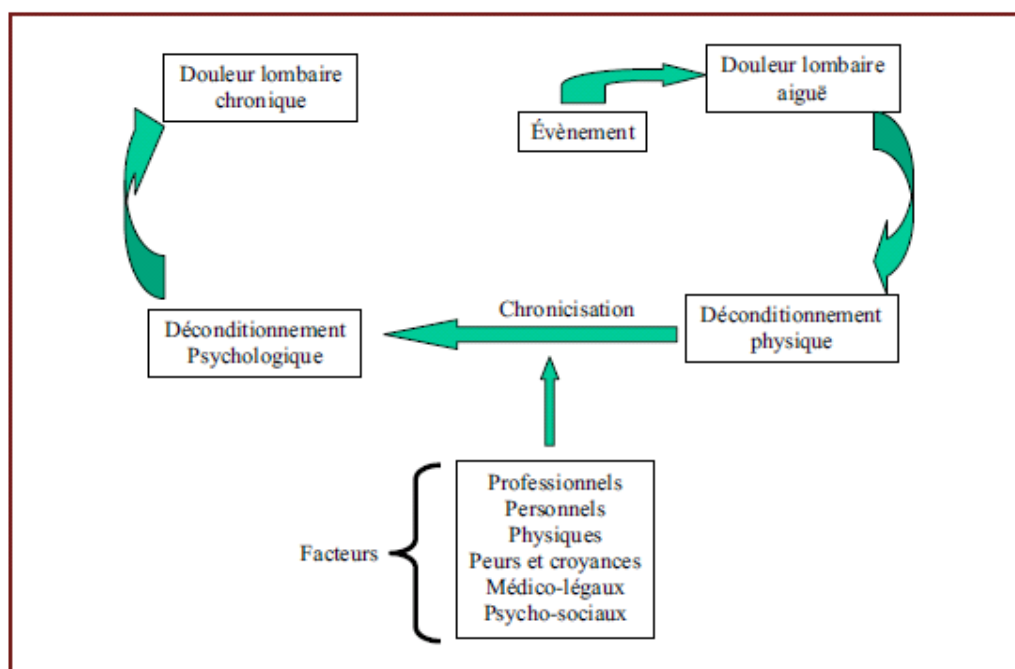 Douleur lombaire
chronique
Douleur lombaire
aiguë
Évènement
Chronicisation
Déconditionnement
Psychologique
Déconditionnement
physique
Facteurs
Professionnels
Personnels
Physiques
Peurs et croyances
Médico-légaux
Psycho-sociaux